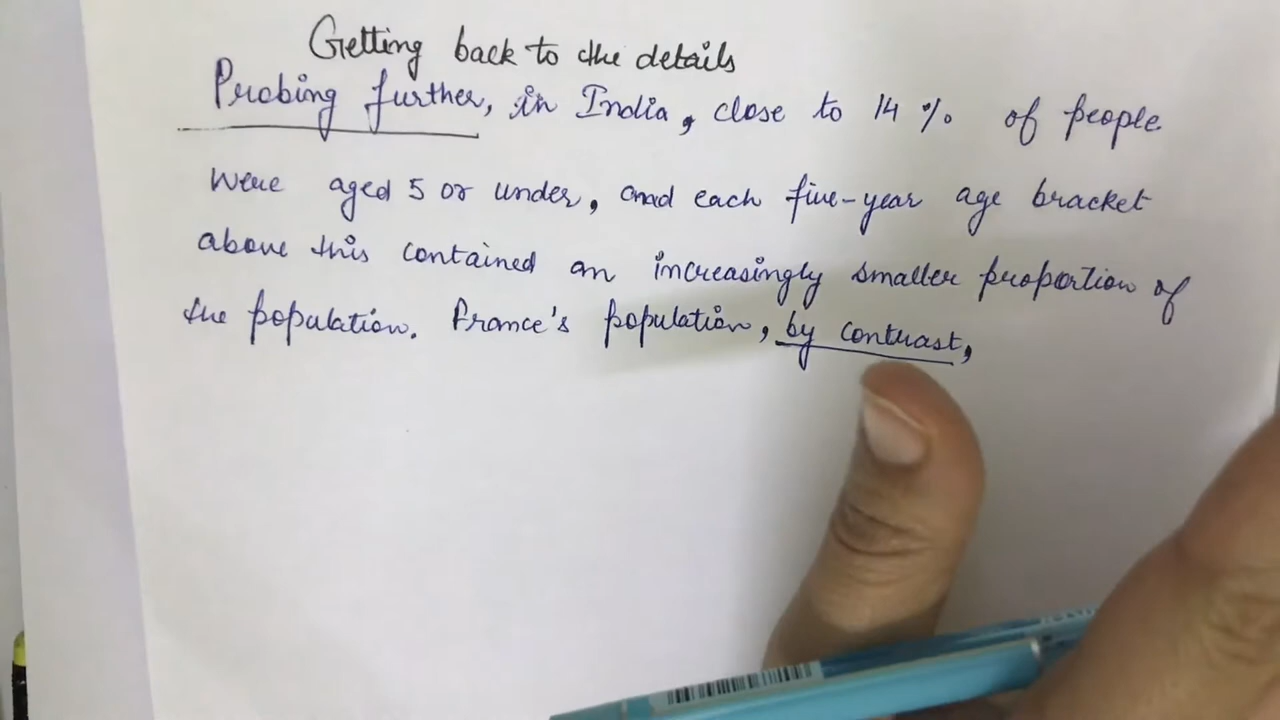 Getting back to the details
Probing further, in India, close to 14 % of people
were aged 5 or under, and each five-year age bracket
above this contained an increasingly smaller proportion of
the population. France's population, by contrast,